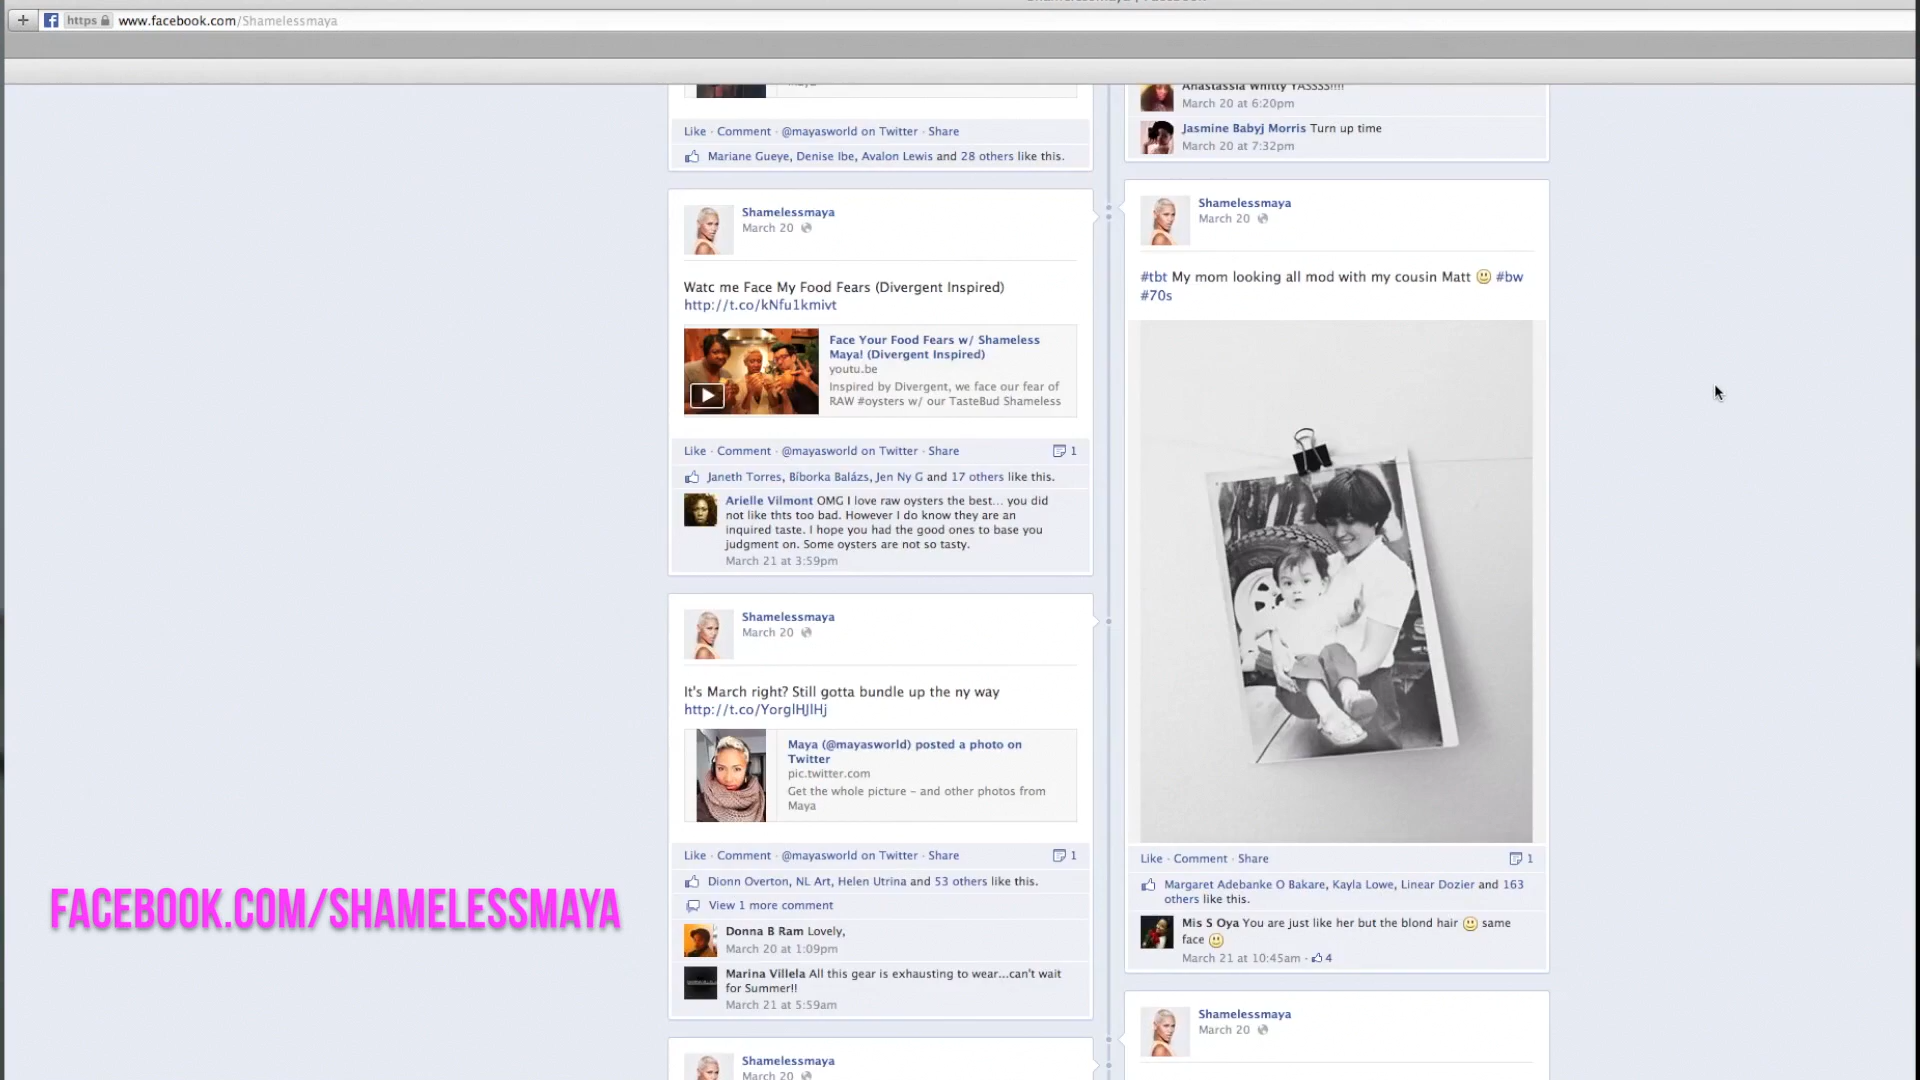 https www.facebook.com/Shamelessmaya
Like · Comment · @mayasworld on Twitter · Share
Mariane Gueye, Denise Ibe, Avalon Lewis and 28 others like this.
Shamelessmaya
March 20
Watc me Face My Food Fears (Divergent Inspired)
http://t.co/kNfu1kmivt
Face Your Food Fears w/ Shameless
Maya! (Divergent Inspired)
youtu.be
Inspired by Divergent, we face our fear of
RAW #oysters w/ our TasteBud Shameless
Like · Comment · @mayasworld on Twitter · Share
1
Janeth Torres, Bíborka Balázs, Jen Ny G and 17 others like this.
Arielle Vilmont OMG I love raw oysters the best... you did
not like thts too bad. However I do know they are an
inquired taste. I hope you had the good ones to base you
judgment on. Some oysters are not so tasty.
March 21 at 3:59pm
Shamelessmaya
March 20
It's March right? Still gotta bundle up the ny way
http://t.co/YorglHJlHj
Maya (@mayasworld) posted a photo on
Twitter
pic.twitter.com
Get the whole picture – and other photos from
Maya
Like · Comment · @mayasworld on Twitter · Share
1
Dionn Overton, NL Art, Helen Utrina and 53 others like this.
View 1 more comment
Donna B Ram Lovely,
March 20 at 1:09pm
Marina Villela All this gear is exhausting to wear...can't wait
for Summer!!
March 21 at 5:59am
Shamelessmaya
March 20
Anastassia Whitty YASSSS!!!!
March 20 at 6:20pm
Jasmine Babyj Morris Turn up time
March 20 at 7:32pm
Shamelessmaya
March 20
#tbt My mom looking all mod with my cousin Matt #bw
#70s
Like · Comment · Share
1
Margaret Adebanke O Bakare, Kayla Lowe, Linear Dozier and 163
others like this.
Mis S Oya You are just like her but the blond hair same
face
March 21 at 10:45am · 4
Shamelessmaya
March 20
FACEBOOK.COM/SHAMELESSMAYA